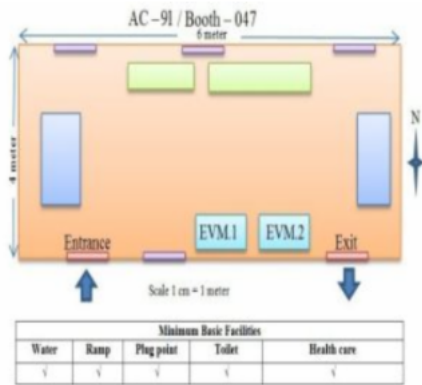 AC – 91 / Booth – 047
6 meter
4 meter
N
EVM.1 EVM.2
Entrance Exit
Scale 1 cm = 1 meter
Minimum Basic Facilities
Water Ramp Plug point Toilet Health care
√ √ √ √ √